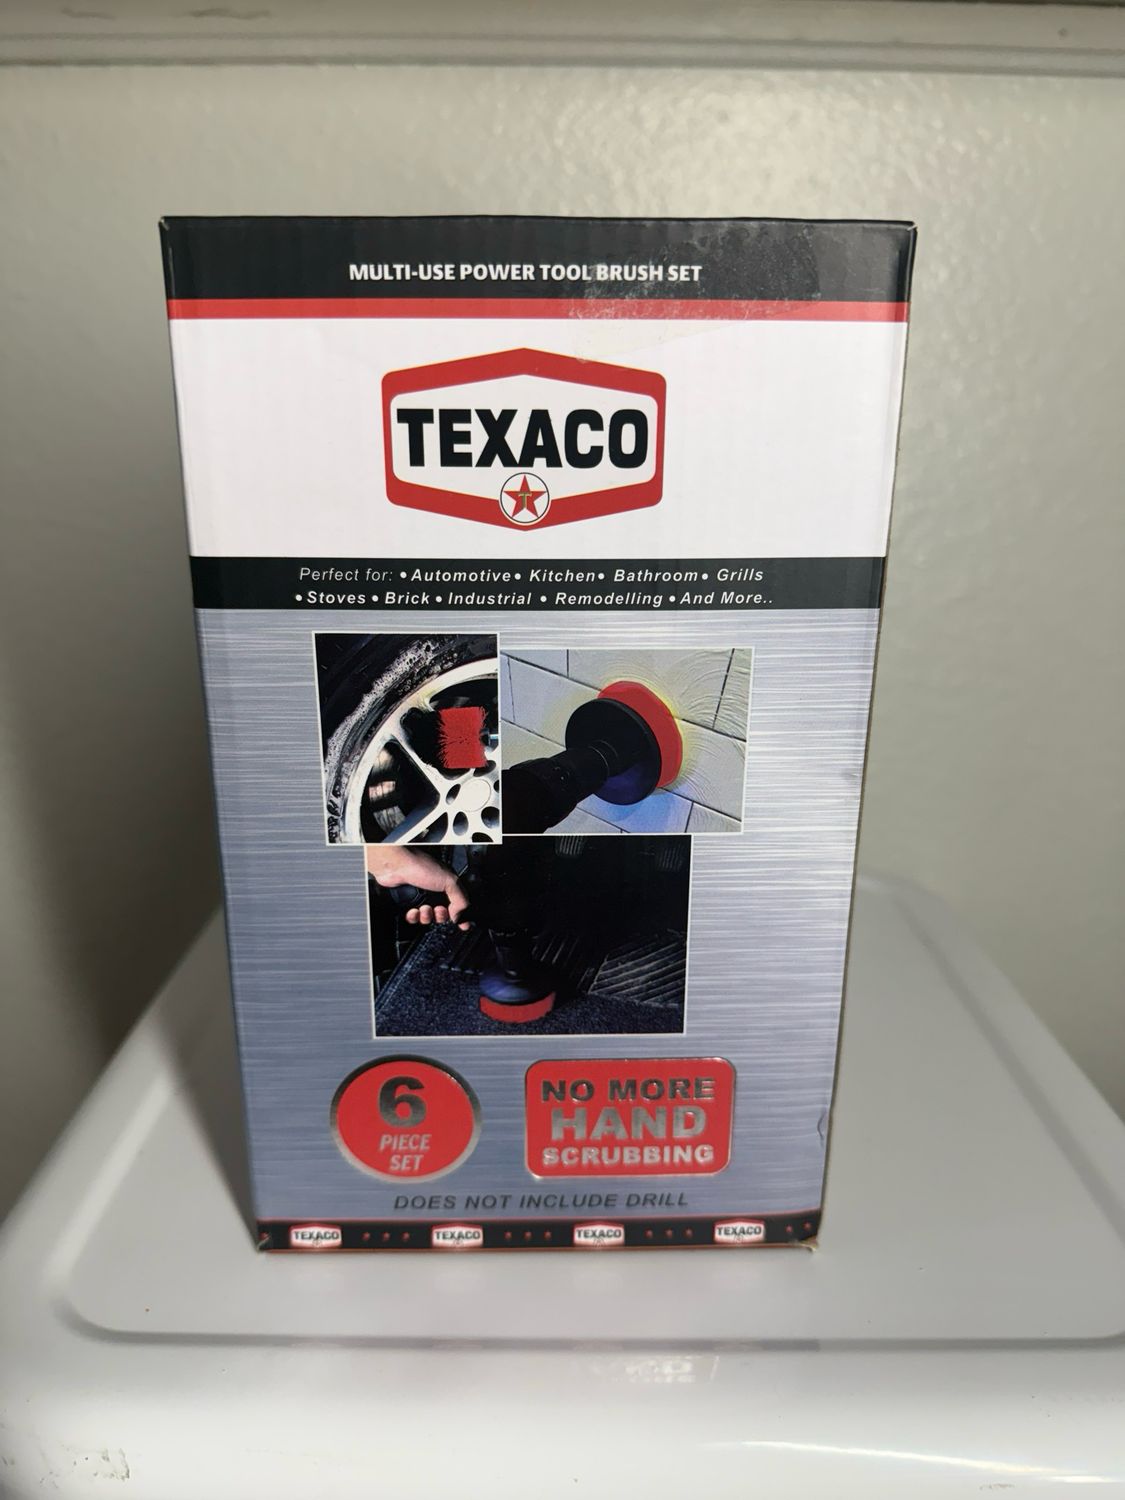 MULTI-USE POWER TOOL BRUSH SET
TEXACO
T
Perfect for: • Automotive • Kitchen • Bathroom • Grills
• Stoves • Brick • Industrial • Remodelling • And More..
6
PIECE
SET
NO MORE
HAND
SCRUBBING
DOES NOT INCLUDE DRILL
TEXACO TEXACO TEXACO TEXACO